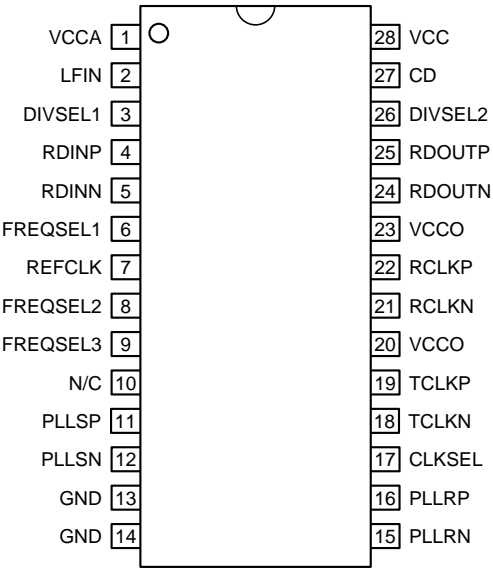 VCCA 1 28 VCC
LFIN 2 27 CD
DIVSEL1 3 26 DIVSEL2
RDINP 4 25 RDOUTP
RDINN 5 24 RDOUTN
FREQSEL1 6 23 VCCO
REFCLK 7 22 RCLKP
FREQSEL2 8 21 RCLKN
FREQSEL3 9 20 VCCO
N/C 10 19 TCLKP
PLLSP 11 18 TCLKN
PLLSN 12 17 CLKSEL
GND 13 16 PLLRP
GND 14 15 PLLRN